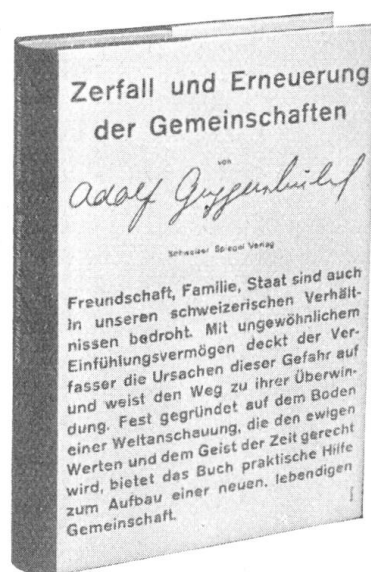 Zerfall und Erneuerung
der Gemeinschaften
von
Adolf Guggenbühl
Schweizer Spiegel Verlag
Freundschaft, Familie, Staat sind auch
in unseren schweizerischen Verhält-
nissen bedroht. Mit ungewöhnlichem
Einfühlungsvermögen deckt der Ver-
fasser die Ursachen dieser Gefahr auf
und weist den Weg zu ihrer Überwin-
dung. Fest gegründet auf dem Boden
einer Weltanschauung, die den ewigen
Werten und dem Geist der Zeit gerecht
wird, bietet das Buch praktische Hilfe
zum Aufbau einer neuen, lebendigen
Gemeinschaft.